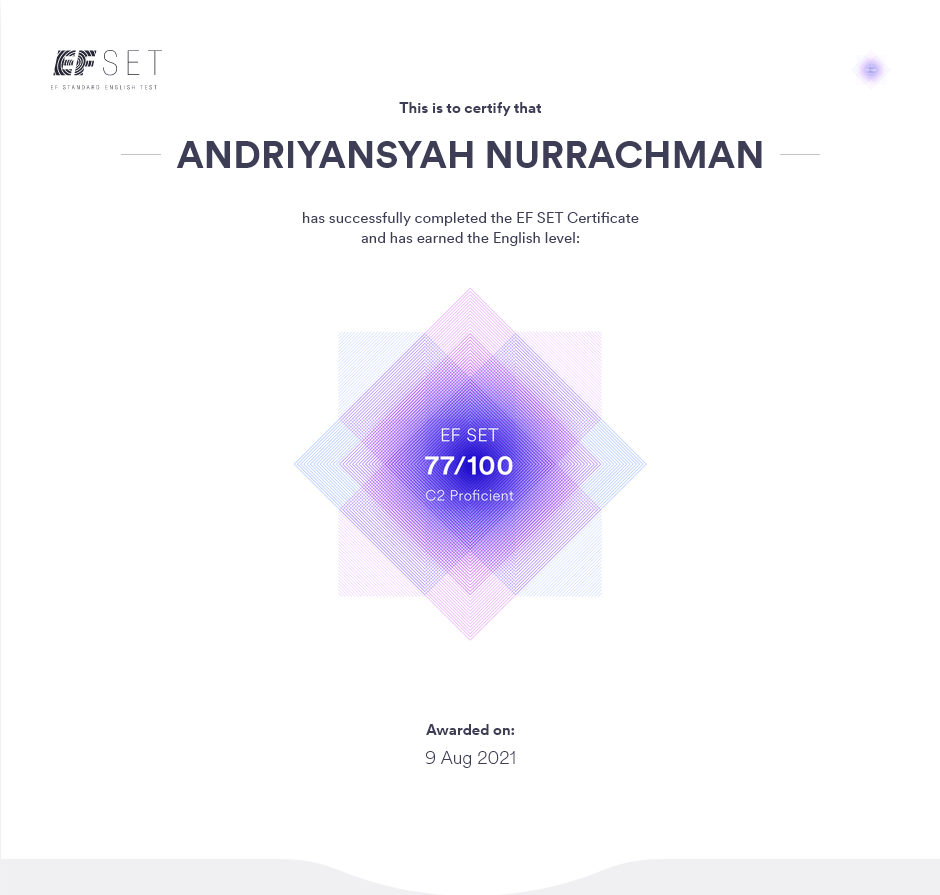 EF SET
EF STANDARD ENGLISH TEST
This is to certify that
ANDRIYANSYAH NURRACHMAN
has successfully completed the EF SET Certificate
and has earned the English level:
EF SET
77/100
C2 Proficient
Awarded on:
9 Aug 2021